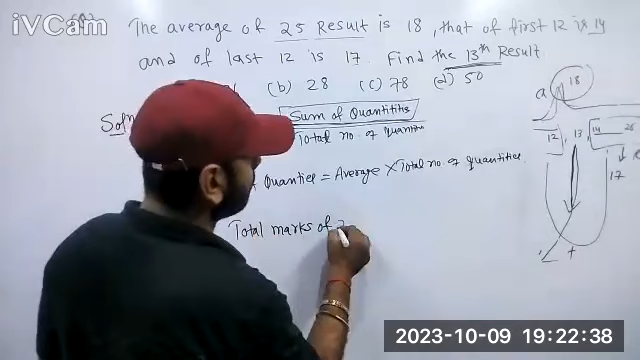 iVCam
The average of 25 Result is 18, that of first 12 is 14
and of last 12 is 17. Find the 13th Result
(b) 28 (c) 78 (d) 50
Soln
Sum of Quantities
Total no. of Quantities
Quantities = Average × Total no. of quantities.
Total marks of 2
a 18
12, 13, 14 25
17
+
2023-10-09 19:22:38